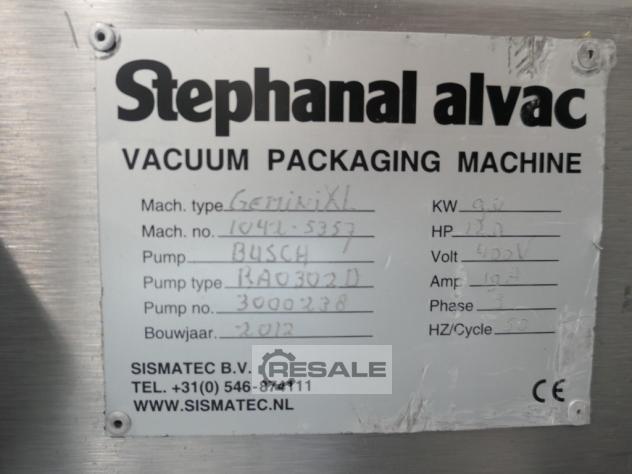 Stephanal alvac
VACUUM PACKAGING MACHINE
Mach. type GEMiNiXL
Mach. no. 1042-5357
Pump BUSCH
Pump type RA0302D
Pump no. 3000238
Bouwjaar. 2012
KW 9,0
HP
Volt 400V
Amp 19A
Phase 3
HZ/Cycle 50
SISMATEC B.V.
TEL. +31(0) 546-874111
WWW.SISMATEC.NL
RESALE
CE